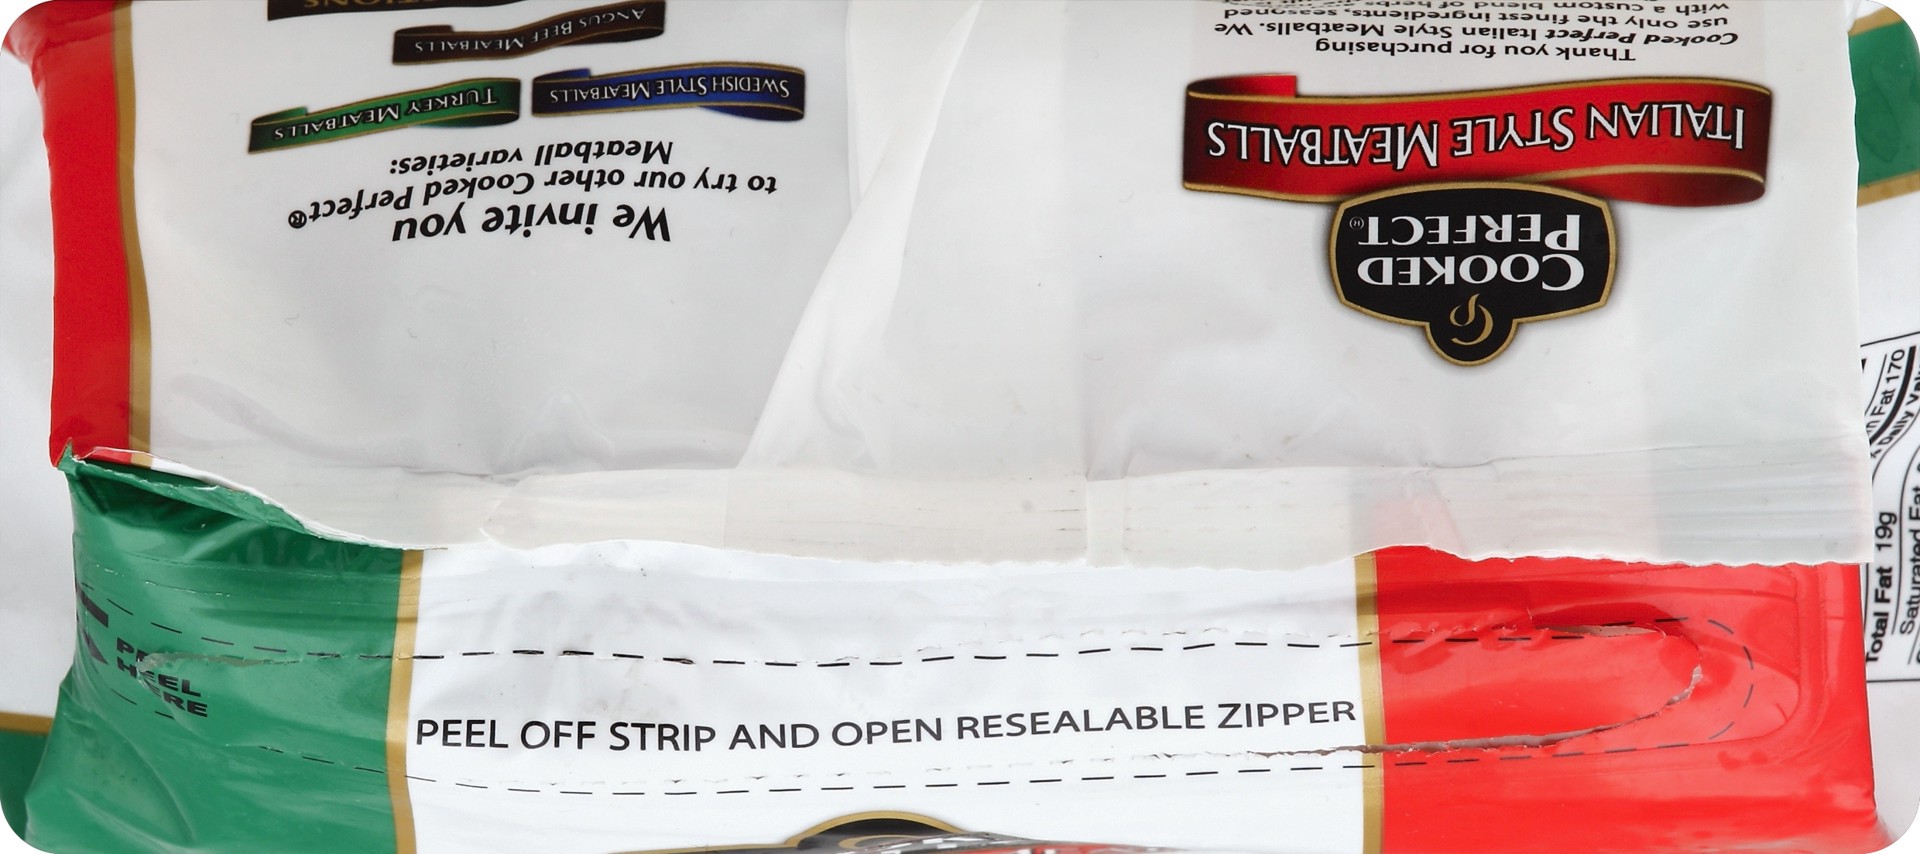 PEEL
HERE
PEEL OFF STRIP AND OPEN RESEALABLE ZIPPER
COOKED
PERFECT®
ITALIAN STYLE MEATBALLS
Thank you for purchasing
Cooked Perfect Italian Style Meatballs. We
use only the finest ingredients, seasoned
with a custom blend of herbs
We invite you
to try our other Cooked Perfect®
Meatball varieties:
SWEDISH STYLE MEATBALLS
TURKEY MEATBALLS
ANGUS BEEF MEATBALLS
Fat 170
Daily
Total Fat 19g
Saturated Fat